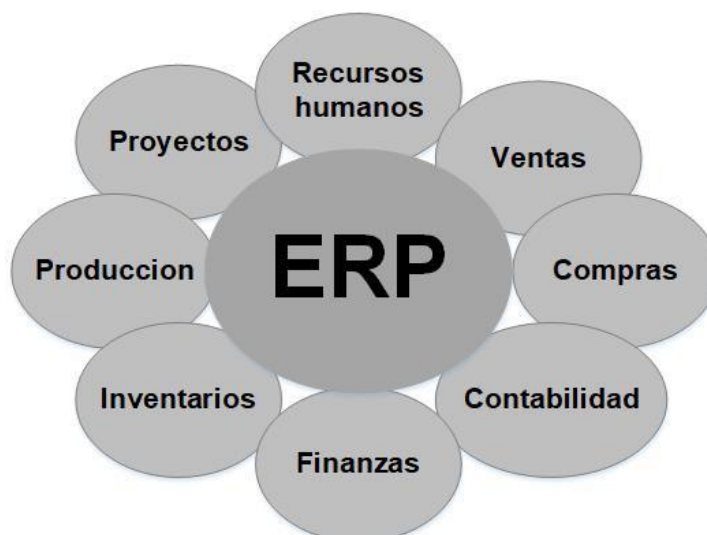 Recursos
humanos
Proyectos
Ventas
ERP
Produccion
Compras
Inventarios
Contabilidad
Finanzas